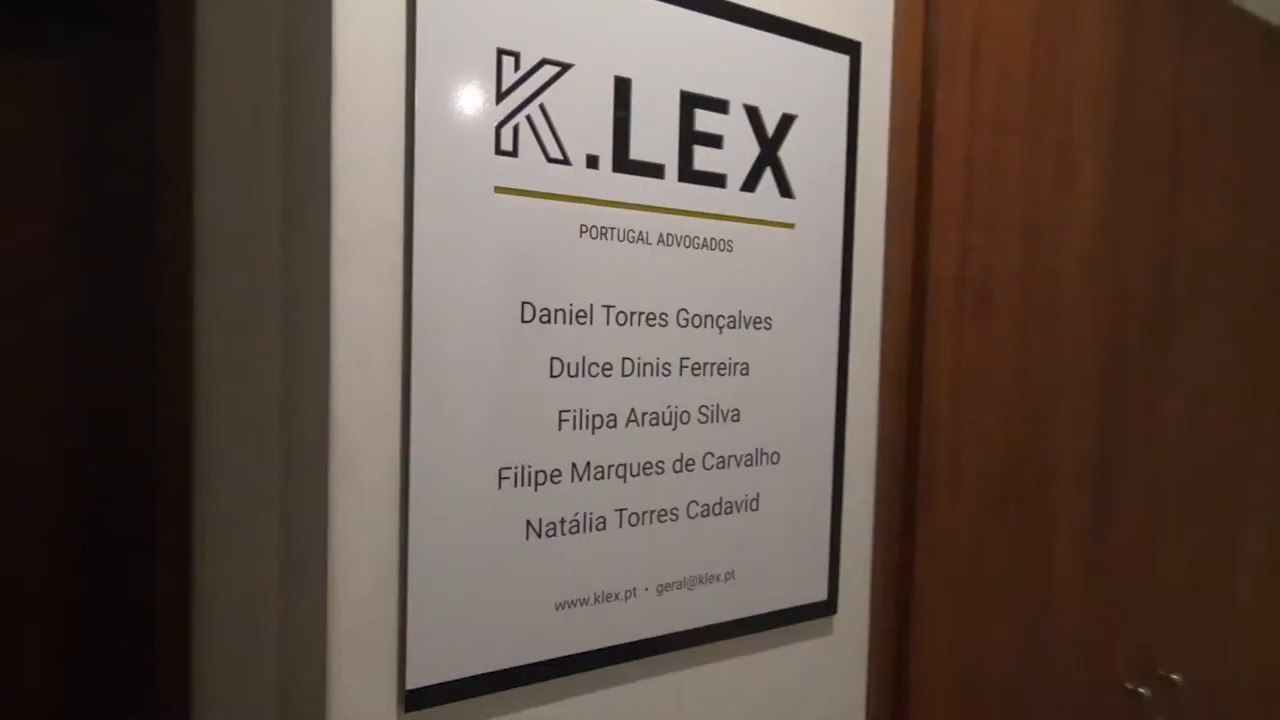 K.LEX
PORTUGAL ADVOGADOS
Daniel Torres Gonçalves
Dulce Dinis Ferreira
Filipa Araújo Silva
Filipe Marques de Carvalho
Natália Torres Cadavid
www.klex.pt • geral@klex.pt